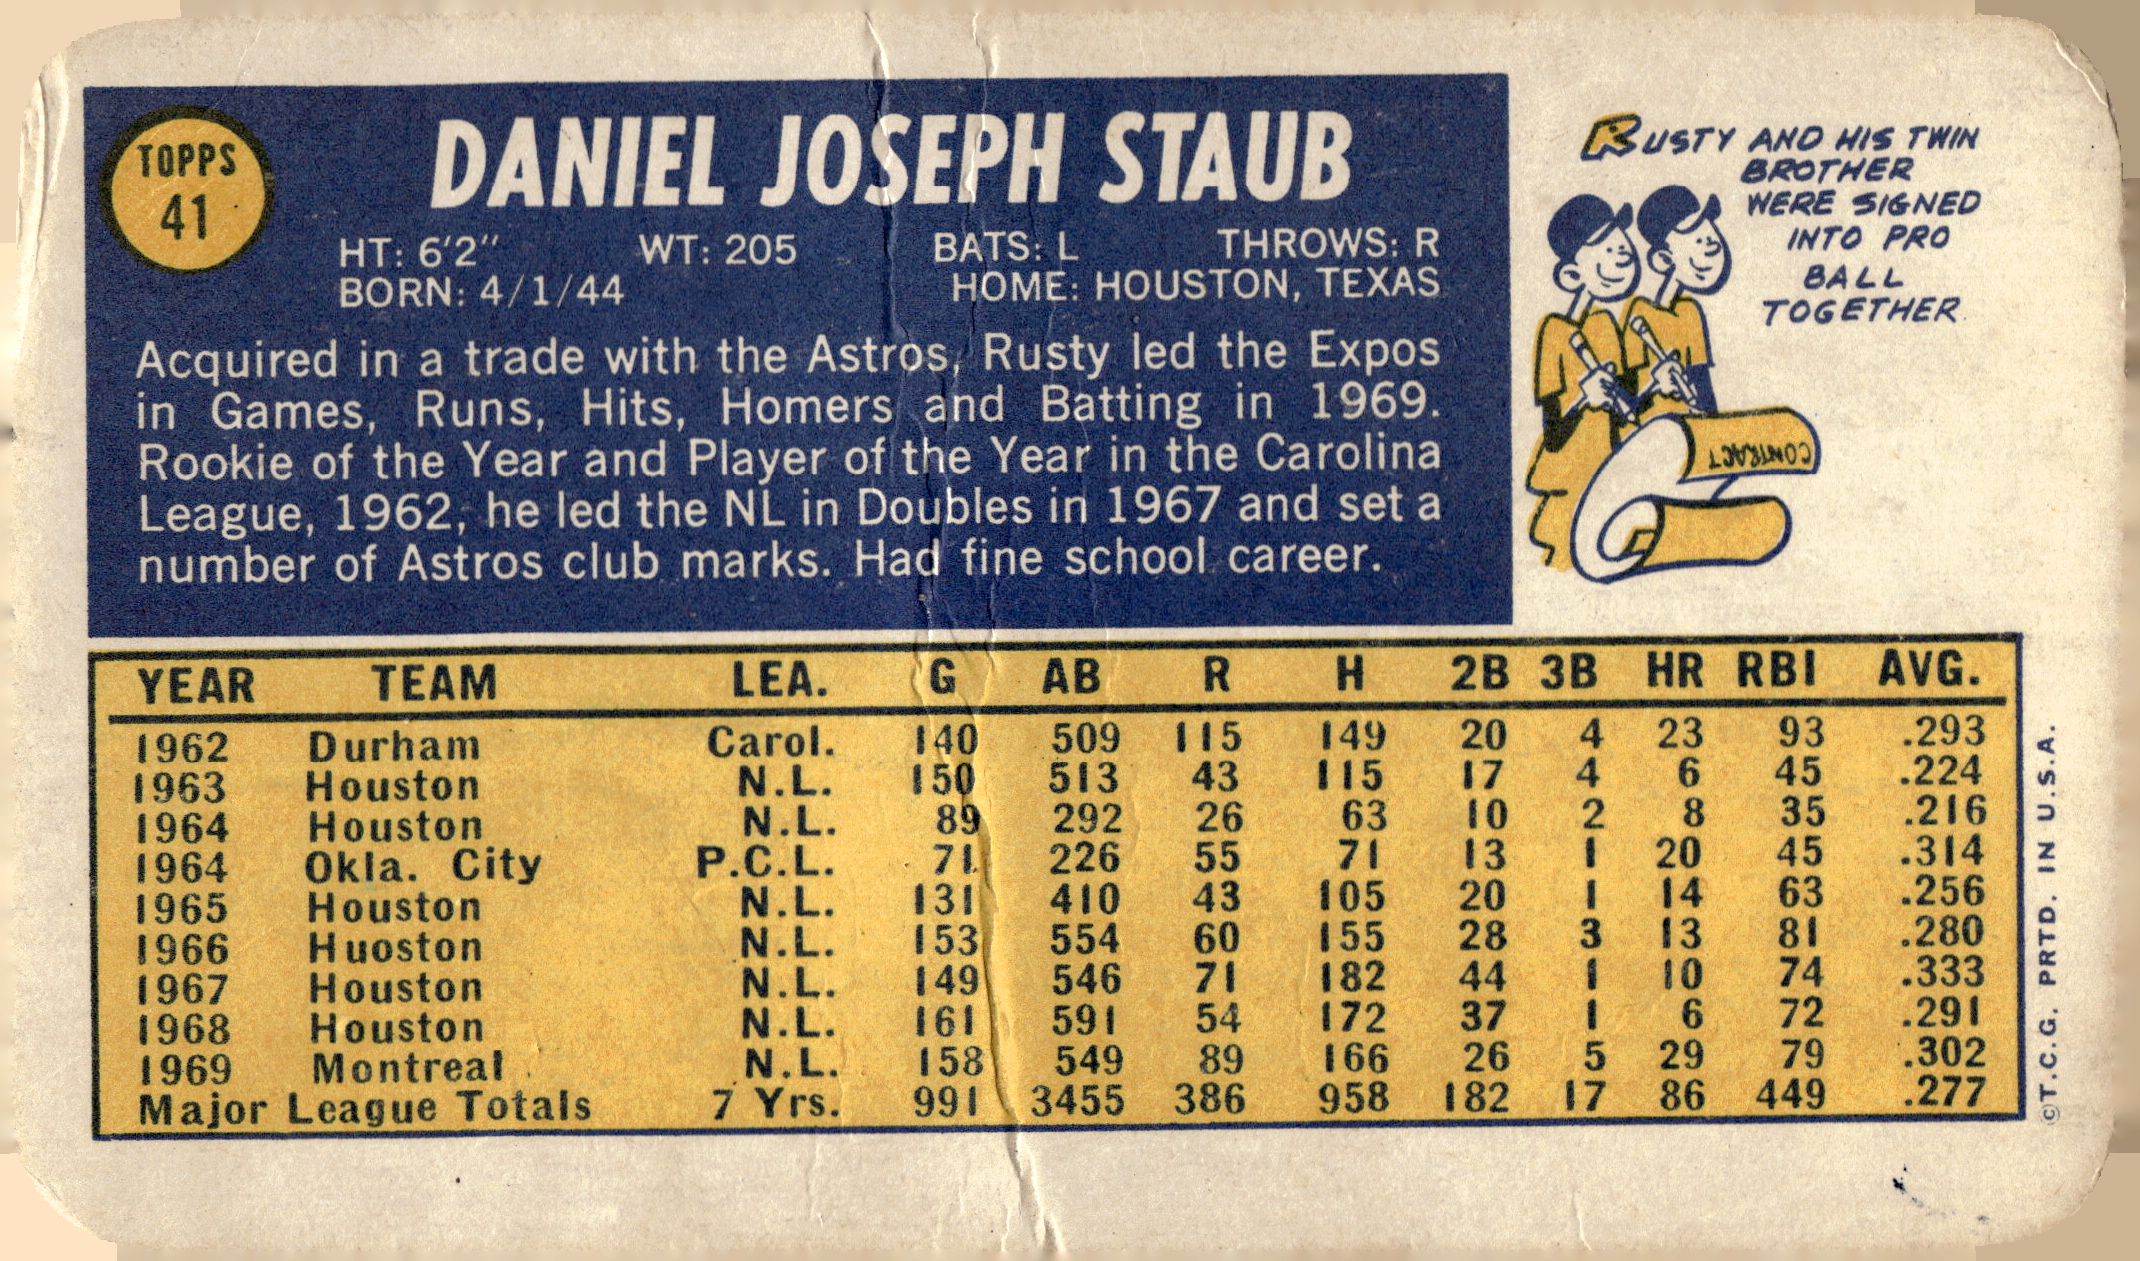 TOPPS
41
DANIEL JOSEPH STAUB
HT: 6'2" WT: 205 BATS: L THROWS: R
BORN: 4/1/44 HOME: HOUSTON, TEXAS
Acquired in a trade with the Astros, Rusty led the Expos
in Games, Runs, Hits, Homers and Batting in 1969.
Rookie of the Year and Player of the Year in the Carolina
League, 1962, he led the NL in Doubles in 1967 and set a
number of Astros club marks. Had fine school career.
RUSTY AND HIS TWIN
BROTHER
WERE SIGNED
INTO PRO
BALL
TOGETHER.
CONTRACT
YEAR TEAM LEA. G AB R H 2B 3B HR RBI AVG.
1962 Durham Carol. 140 509 115 149 20 4 23 93 .293
1963 Houston N.L. 150 513 43 115 17 4 6 45 .224
1964 Houston N.L. 89 292 26 63 10 2 8 35 .216
1964 Okla. City P.C.L. 71 226 55 71 13 1 20 45 .314
1965 Houston N.L. 131 410 43 105 20 1 14 63 .256
1966 Huoston N.L. 153 554 60 155 28 3 13 81 .280
1967 Houston N.L. 149 546 71 182 44 1 10 74 .333
1968 Houston N.L. 161 591 54 172 37 1 6 72 .291
1969 Montreal N.L. 158 549 89 166 26 5 29 79 .302
Major League Totals 7 Yrs. 991 3455 386 958 182 17 86 449 .277
©T.C.G. PRTD. IN U.S.A.